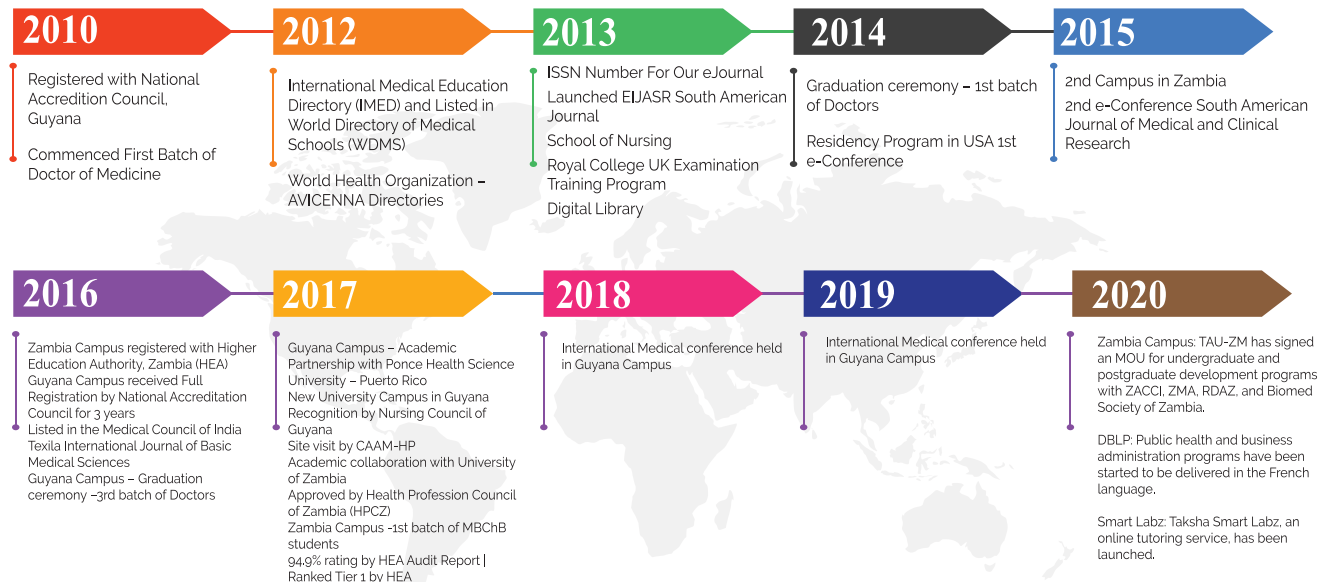 2010
Registered with National
Accredition Council,
Guyana
Commenced First Batch of
Doctor of Medicine
2012
International Medical Education
Directory (IMED) and Listed in
World Directory of Medical
Schools (WDMS)
World Health Organization –
AVICENNA Directories
2013
ISSN Number For Our eJournal
Launched EIJASR South American
Journal
School of Nursing
Royal College UK Examination
Training Program
Digital Library
2014
Graduation ceremony – 1st batch
of Doctors
Residency Program in USA 1st
e-Conference
2015
2nd Campus in Zambia
2nd e-Conference South American
Journal of Medical and Clinical
Research
2016
Zambia Campus registered with Higher
Education Authority, Zambia (HEA)
Guyana Campus received Full
Registration by National Accreditation
Council for 3 years
Listed in the Medical Council of India
Texila International Journal of Basic
Medical Sciences
Guyana Campus – Graduation
ceremony –3rd batch of Doctors
2017
Guyana Campus – Academic
Partnership with Ponce Health Science
University – Puerto Rico
New University Campus in Guyana
Recognition by Nursing Council of
Guyana
Site visit by CAAM-HP
Academic collaboration with University
of Zambia
Approved by Health Profession Council
of Zambia (HPCZ)
Zambia Campus -1st batch of MBChB
students
94.9% rating by HEA Audit Report |
Ranked Tier 1 by HEA
2018
International Medical conference held
in Guyana Campus
2019
International Medical conference held
in Guyana Campus
2020
Zambia Campus: TAU-ZM has signed
an MOU for undergraduate and
postgraduate development programs
with ZACCI, ZMA, RDAZ, and Biomed
Society of Zambia.
DBLP: Public health and business
administration programs have been
started to be delivered in the French
language.
Smart Labz: Taksha Smart Labz, an
online tutoring service, has been
launched.